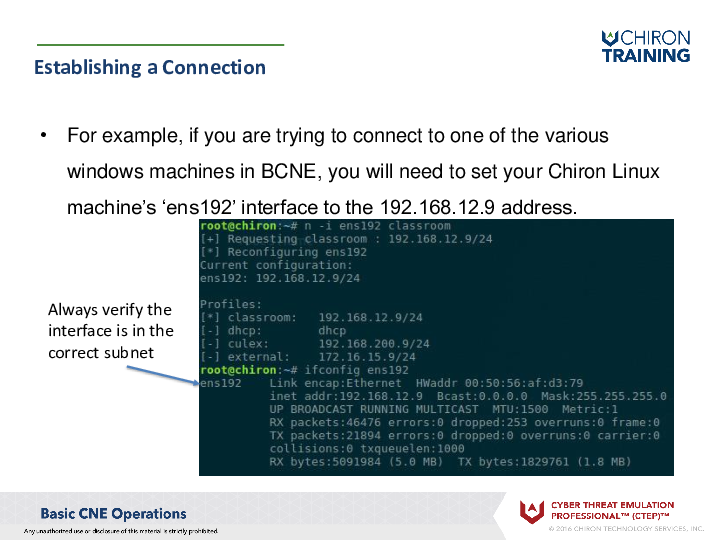 CHIRON
TRAINING
Establishing a Connection
• For example, if you are trying to connect to one of the various
windows machines in BCNE, you will need to set your Chiron Linux
machine’s ‘ens192’ interface to the 192.168.12.9 address.
root@chiron:~# n -i ens192 classroom
[+] Requesting classroom : 192.168.12.9/24
[*] Reconfiguring ens192
Current configuration:
ens192: 192.168.12.9/24
Profiles:
[*] classroom: 192.168.12.9/24
[-] dhcp: dhcp
[-] culex: 192.168.200.9/24
[-] external: 172.16.15.9/24
root@chiron:~# ifconfig ens192
ens192 Link encap:Ethernet HWaddr 00:50:56:af:d3:79
inet addr:192.168.12.9 Bcast:0.0.0.0 Mask:255.255.255.0
UP BROADCAST RUNNING MULTICAST MTU:1500 Metric:1
RX packets:46476 errors:0 dropped:253 overruns:0 frame:0
TX packets:21894 errors:0 dropped:0 overruns:0 carrier:0
collisions:0 txqueuelen:1000
RX bytes:5091984 (5.0 MB) TX bytes:1829761 (1.8 MB)
Always verify the
interface is in the
correct subnet
Basic CNE Operations
Any unauthorized use or disclosure of this material is strictly prohibited.
CYBER THREAT EMULATION
PROFESSIONAL™ (CTEP)™
© 2016 CHIRON TECHNOLOGY SERVICES, INC.